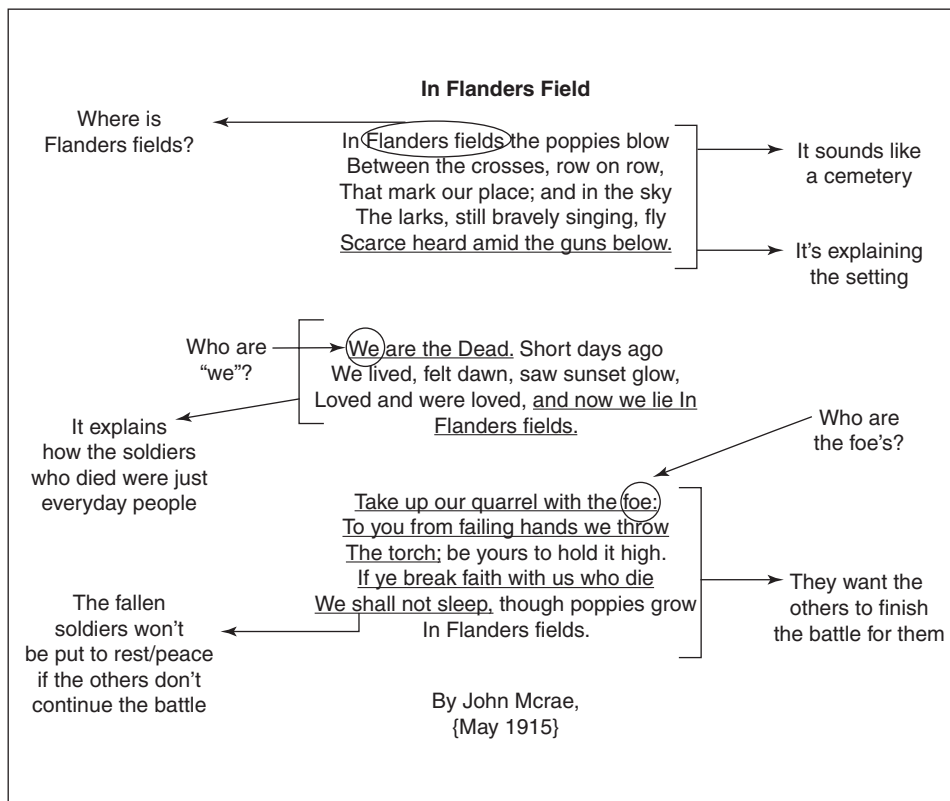 In Flanders Field
Where is
Flanders fields?
In Flanders fields the poppies blow
Between the crosses, row on row,
That mark our place; and in the sky
The larks, still bravely singing, fly
Scarce heard amid the guns below.
It sounds like
a cemetery
It's explaining
the setting
Who are
"we"?
We are the Dead. Short days ago
We lived, felt dawn, saw sunset glow,
Loved and were loved, and now we lie In
Flanders fields.
It explains
how the soldiers
who died were just
everyday people
Who are
the foe's?
Take up our quarrel with the foe:
To you from failing hands we throw
The torch; be yours to hold it high.
If ye break faith with us who die
We shall not sleep, though poppies grow
In Flanders fields.
They want the
others to finish
the battle for them
The fallen
soldiers won't
be put to rest/peace
if the others don't
continue the battle
By John Mcrae,
{May 1915}